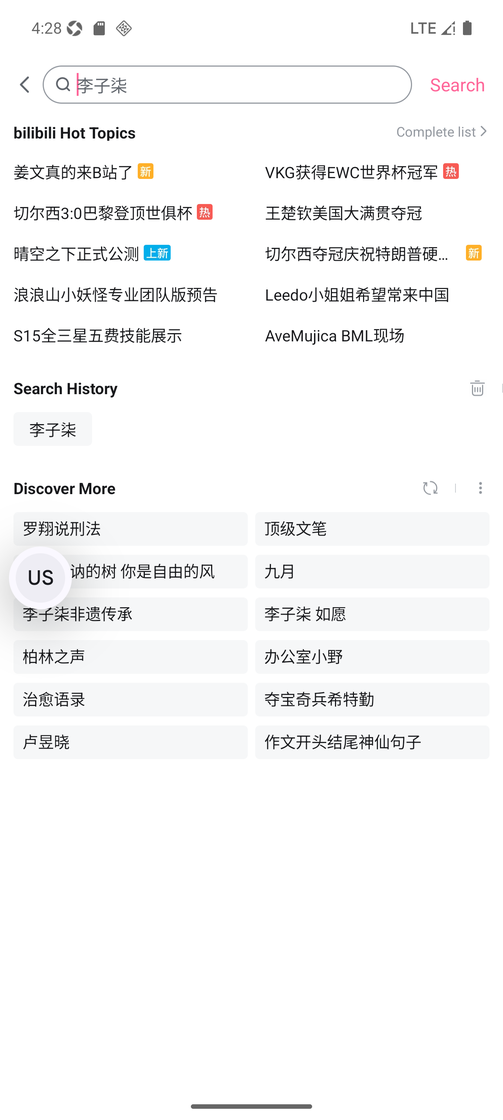 4:28
LTE
李子柒
Search
bilibili Hot Topics
Complete list
姜文真的来B站了 新
VKG获得EWC世界杯冠军 热
切尔西3:0巴黎登顶世俱杯 热
王楚钦美国大满贯夺冠
晴空之下正式公测 上新
切尔西夺冠庆祝特朗普硬... 新
浪浪山小妖怪专业团队版预告
Leedo小姐姐希望常来中国
S15全三星五费技能展示
AveMujica BML现场
Search History
李子柒
Discover More
罗翔说刑法
顶级文笔
US
讷的树 你是自由的风
九月
李子柒非遗传承
李子柒 如愿
柏林之声
办公室小野
治愈语录
夺宝奇兵希特勤
卢昱晓
作文开头结尾神仙句子